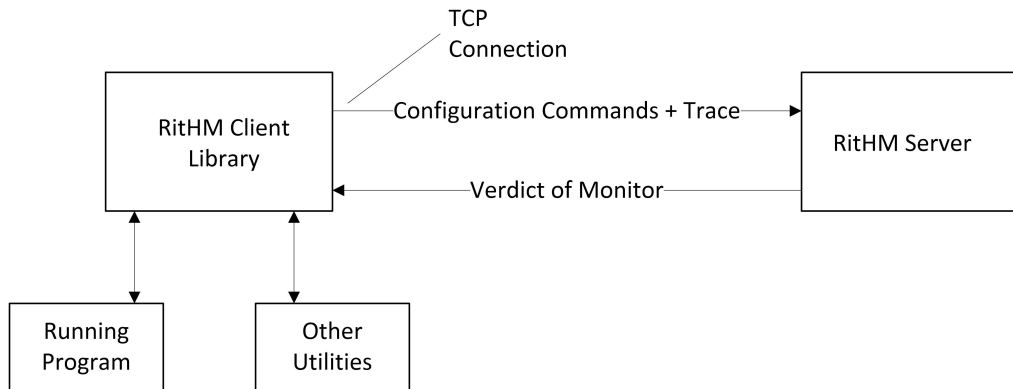 TCP
Connection
RitHM Client
Library
Configuration Commands + Trace
RitHM Server
Verdict of Monitor
Running
Program
Other
Utilities